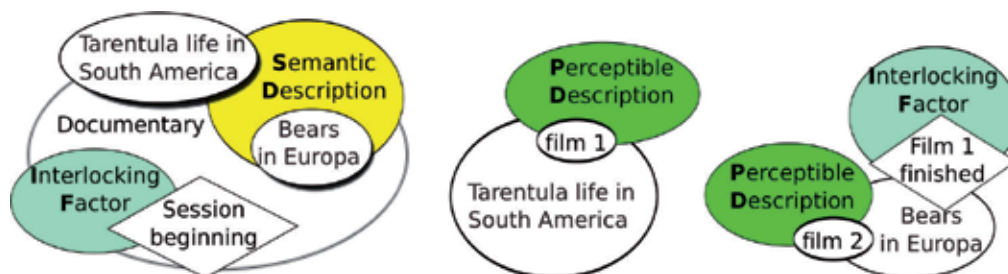 Tarentula life in
South America
Semantic
Description
Documentary
Bears
in Europa
Interlocking
Factor
Session
beginning
Perceptible
Description
film 1
Tarentula life in
South America
Interlocking
Factor
Film 1
finished
Perceptible
Description
film 2
Bears
in Europa